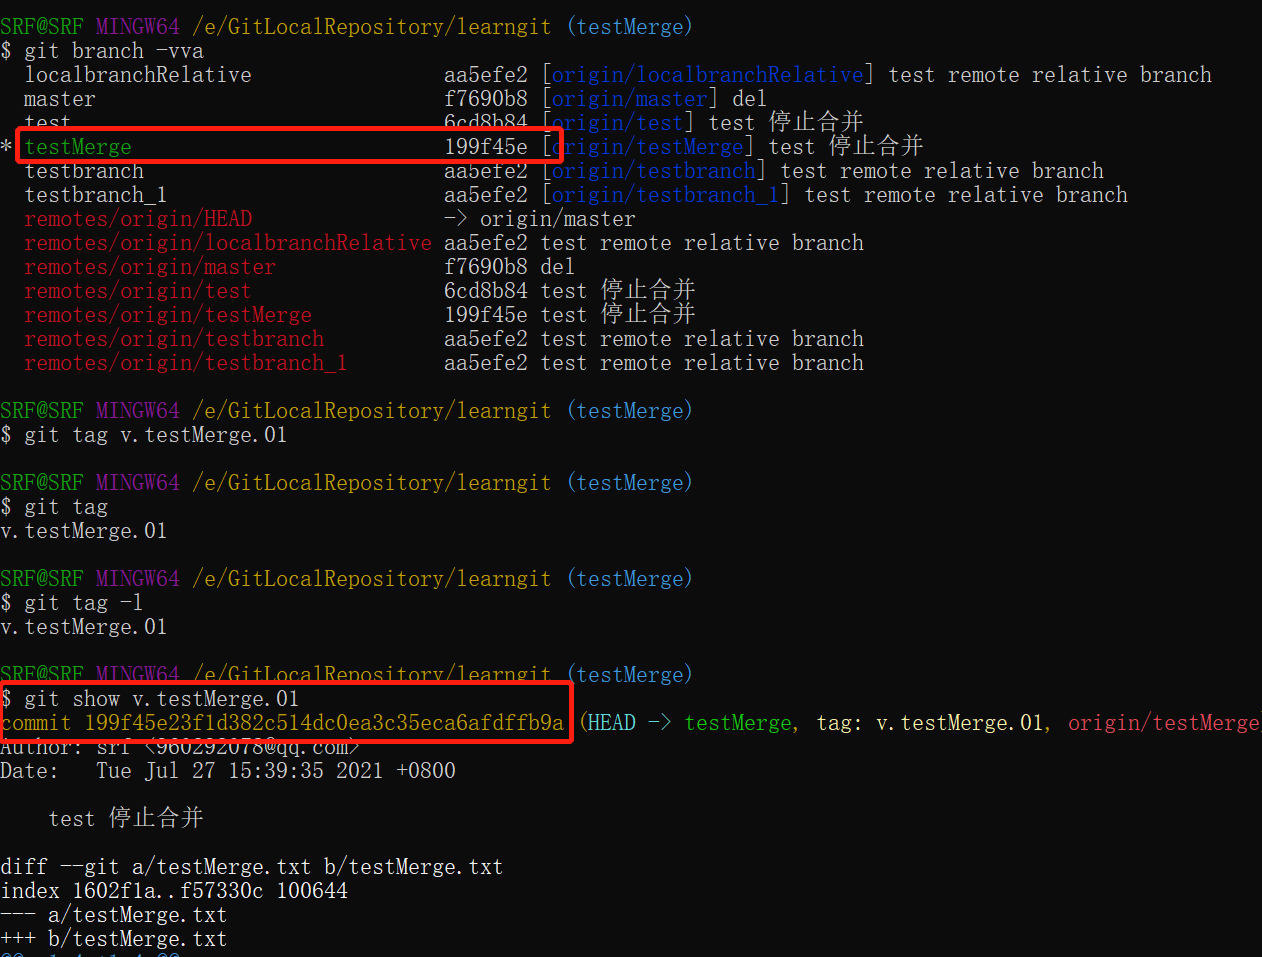 SRF@SRF MINGW64 /e/GitLocalRepository/learngit (testMerge)
$ git branch -vva
  localbranchRelative                aa5efe2 [origin/localbranchRelative] test remote relative branch
  master                             f7690b8 [origin/master] del
  test                               6cd8b84 [origin/test] test 停止合并
* testMerge                          199f45e [origin/testMerge] test 停止合并
  testbranch                         aa5efe2 [origin/testbranch] test remote relative branch
  testbranch_1                       aa5efe2 [origin/testbranch_1] test remote relative branch
  remotes/origin/HEAD                -> origin/master
  remotes/origin/localbranchRelative aa5efe2 test remote relative branch
  remotes/origin/master              f7690b8 del
  remotes/origin/test                6cd8b84 test 停止合并
  remotes/origin/testMerge           199f45e test 停止合并
  remotes/origin/testbranch          aa5efe2 test remote relative branch
  remotes/origin/testbranch_1        aa5efe2 test remote relative branch
SRF@SRF MINGW64 /e/GitLocalRepository/learngit (testMerge)
$ git tag v.testMerge.01
SRF@SRF MINGW64 /e/GitLocalRepository/learngit (testMerge)
$ git tag
v.testMerge.01
SRF@SRF MINGW64 /e/GitLocalRepository/learngit (testMerge)
$ git tag -l
v.testMerge.01
SRF@SRF MINGW64 /e/GitLocalRepository/learngit (testMerge)
$ git show v.testMerge.01
commit 199f45e23f1d382c514dc0ea3c35eca6afdffb9a (HEAD -> testMerge, tag: v.testMerge.01, origin/testMerge)
Author: srf <960292078@qq.com>
Date:   Tue Jul 27 15:39:35 2021 +0800
    test 停止合并
diff --git a/testMerge.txt b/testMerge.txt
index 1602f1a..f57330c 100644
--- a/testMerge.txt
+++ b/testMerge.txt